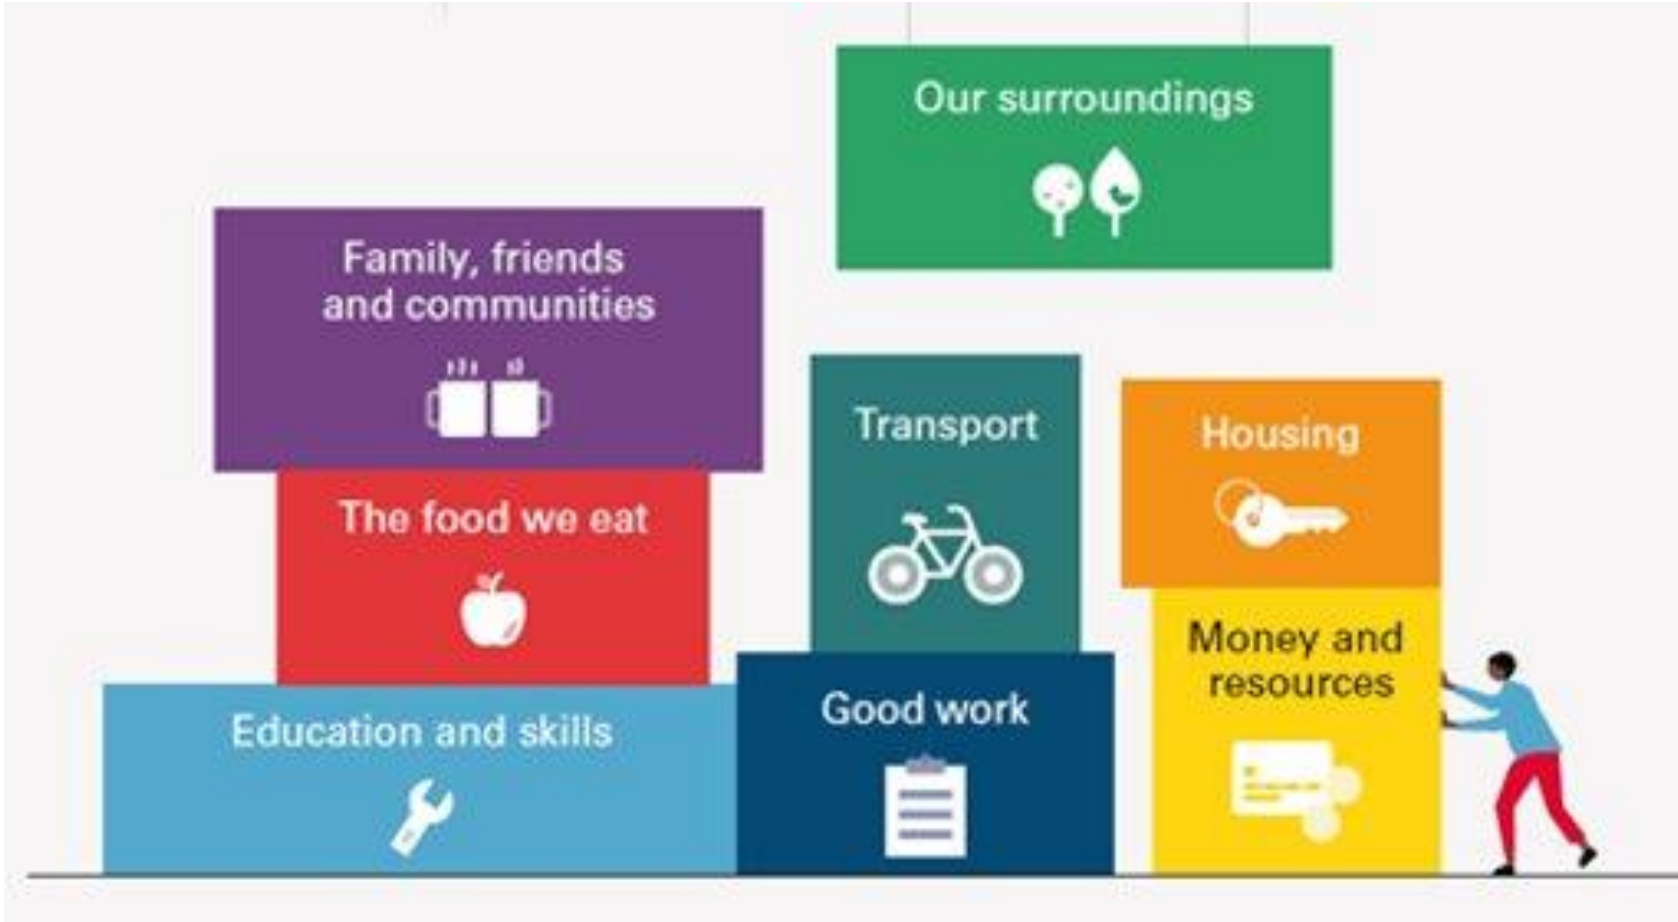 Our surroundings
Family, friends
and communities
Transport
Housing
The food we eat
Money and
resources
Good work
Education and skills